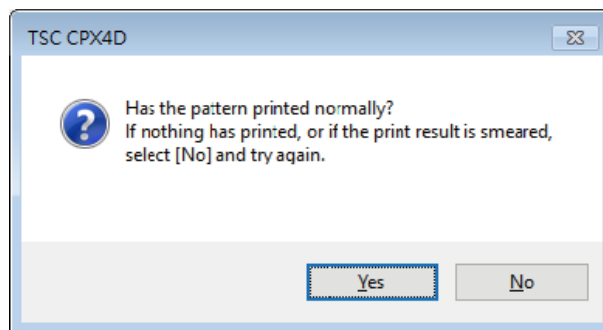 TSC CPX4D
Has the pattern printed normally?
If nothing has printed, or if the print result is smeared,
select [No] and try again.
Yes
No